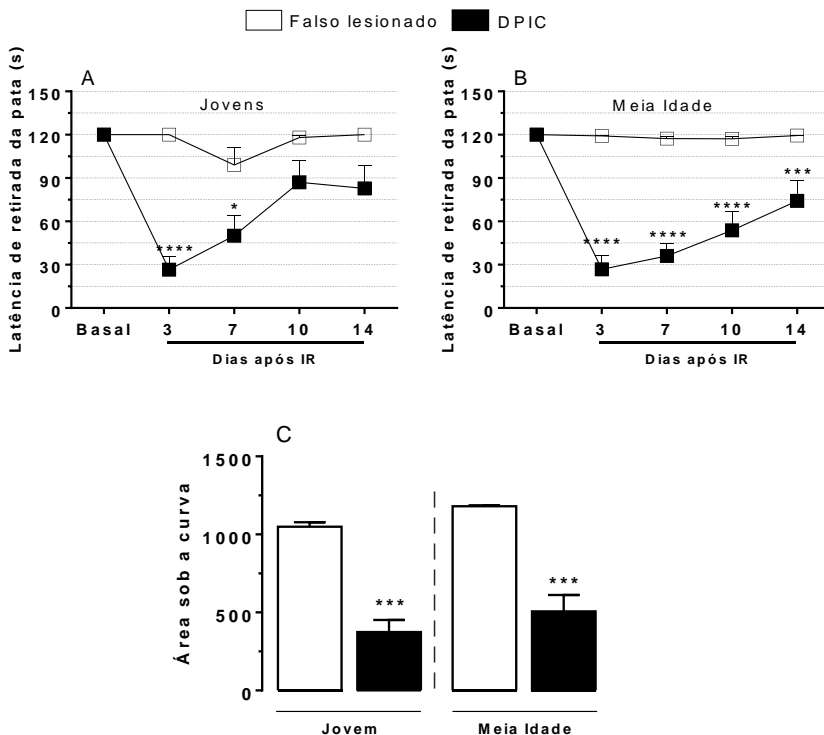 Falso lesionado DPIC
A
Jovens
Latência de retirada da pata (s)
150
120
90
60
30
0
****
*
Basal 3 7 10 14
Dias após IR
B
Meia Idade
Latência de retirada da pata (s)
150
120
90
60
30
0
****
****
****
***
Basal 3 7 10 14
Dias após IR
C
Área sob a curva
1500
1000
500
0
***
***
Jovem Meia Idade